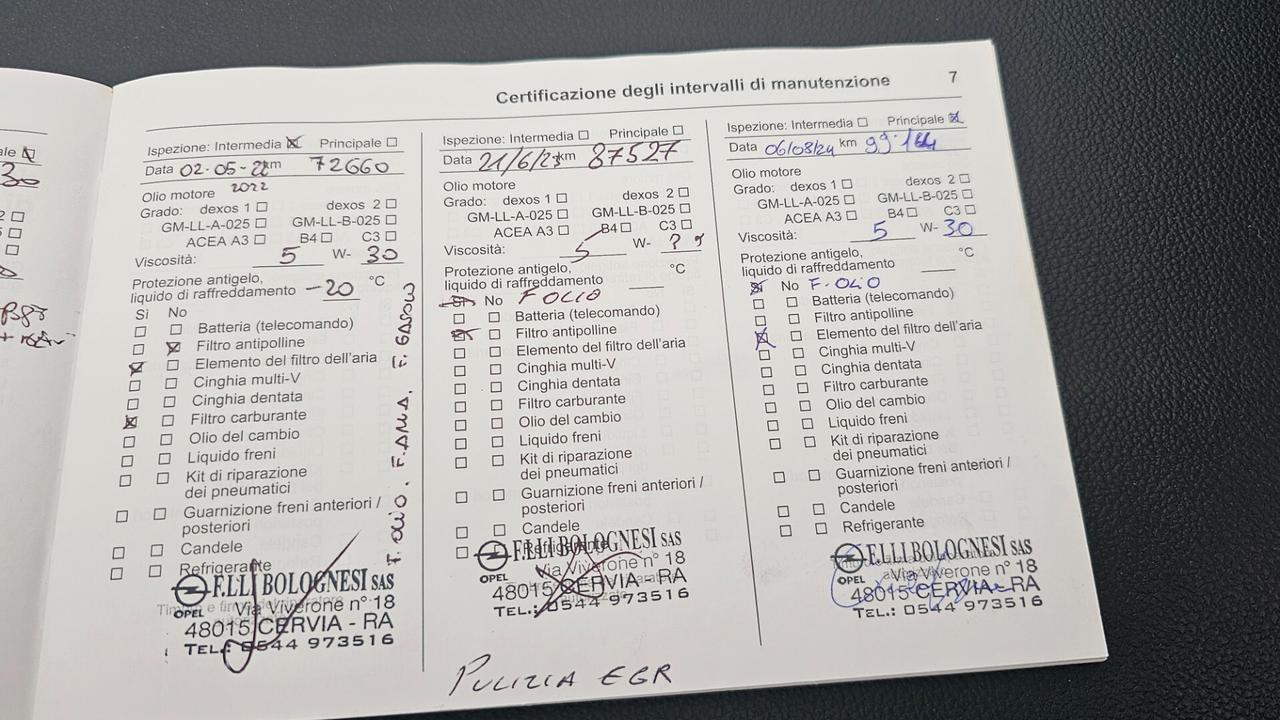 Certificazione degli intervalli di manutenzione 7
Ispezione: Intermedia Principale
Data 02-05-22 km 72660
2022
Olio motore
Grado: dexos 1 dexos 2
GM-LL-A-025 GM-LL-B-025
ACEA A3 B4 C3
Viscosità: 5 W- 30
Protezione antigelo,
liquido di raffreddamento -20 °C
Sì No
Batteria (telecomando)
Filtro antipolline
Elemento del filtro dell'aria
Cinghia multi-V
Cinghia dentata
Filtro carburante
Olio del cambio
Liquido freni
Kit di riparazione
dei pneumatici
Guarnizione freni anteriori /
posteriori
Candele
Refrigerante
F. OLIO. F. ARIA. F. GASOLIO
OPEL F.LLI BOLOGNESI SAS
Via Viverone n° 18
48015 CERVIA - RA
TEL.: 0544 973516
Ispezione: Intermedia Principale
Data 21/6/23 km 87527
Olio motore
Grado: dexos 1 dexos 2
GM-LL-A-025 GM-LL-B-025
ACEA A3 B4 C3
Viscosità: 5 W-
Protezione antigelo,
liquido di raffreddamento °C
Sì No F OLIO
Batteria (telecomando)
Filtro antipolline
Elemento del filtro dell'aria
Cinghia multi-V
Cinghia dentata
Filtro carburante
Olio del cambio
Liquido freni
Kit di riparazione
dei pneumatici
Guarnizione freni anteriori /
posteriori
Candele
Refrigerante
OPEL F.LLI BOLOGNESI SAS
Via Viverone n° 18
48015 CERVIA - RA
TEL.: 0544 973516
PULIZIA EGR
Ispezione: Intermedia Principale
Data 06/08/24 km 99.144
Olio motore
Grado: dexos 1 dexos 2
GM-LL-A-025 GM-LL-B-025
ACEA A3 B4 C3
Viscosità: 5 W- 30
Protezione antigelo,
liquido di raffreddamento °C
Sì No F. OLIO
Batteria (telecomando)
Filtro antipolline
Elemento del filtro dell'aria
Cinghia multi-V
Cinghia dentata
Filtro carburante
Olio del cambio
Liquido freni
Kit di riparazione
dei pneumatici
Guarnizione freni anteriori /
posteriori
Candele
Refrigerante
OPEL F.LLI BOLOGNESI SAS
Via Viverone n° 18
48015 CERVIA - RA
TEL.: 0544 973516